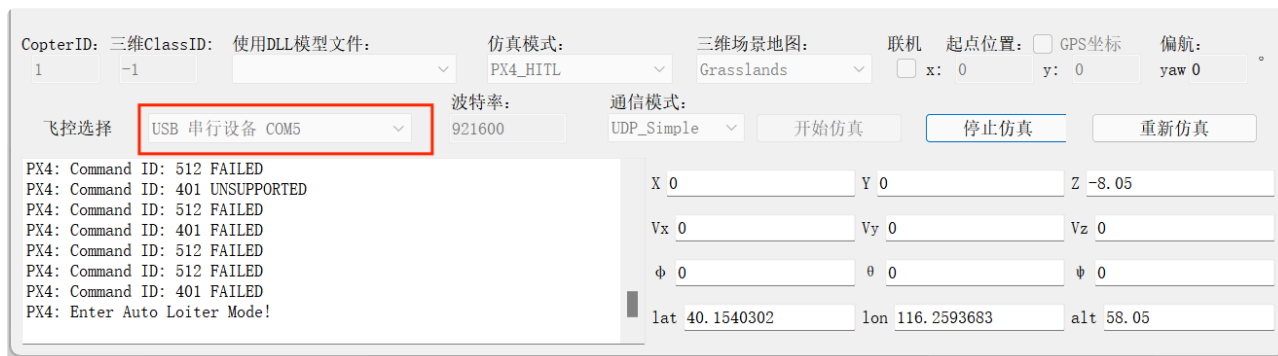 CopterID: 三维ClassID: 使用DLL模型文件: 仿真模式: 三维场景地图: 联机 起点位置: GPS坐标 偏航:
1 -1 PX4_HITL Grasslands x: 0 y: 0 yaw 0 °
波特率: 通信模式:
飞控选择 USB 串行设备 COM5 921600 UDP_Simple 开始仿真 停止仿真 重新仿真
PX4: Command ID: 512 FAILED
PX4: Command ID: 401 UNSUPPORTED
PX4: Command ID: 512 FAILED
PX4: Command ID: 401 FAILED
PX4: Command ID: 512 FAILED
PX4: Command ID: 512 FAILED
PX4: Command ID: 401 FAILED
PX4: Enter Auto Loiter Mode!
X 0 Y 0 Z -8.05
Vx 0 Vy 0 Vz 0
ϕ 0 θ 0 ψ 0
lat 40.1540302 lon 116.2593683 alt 58.05